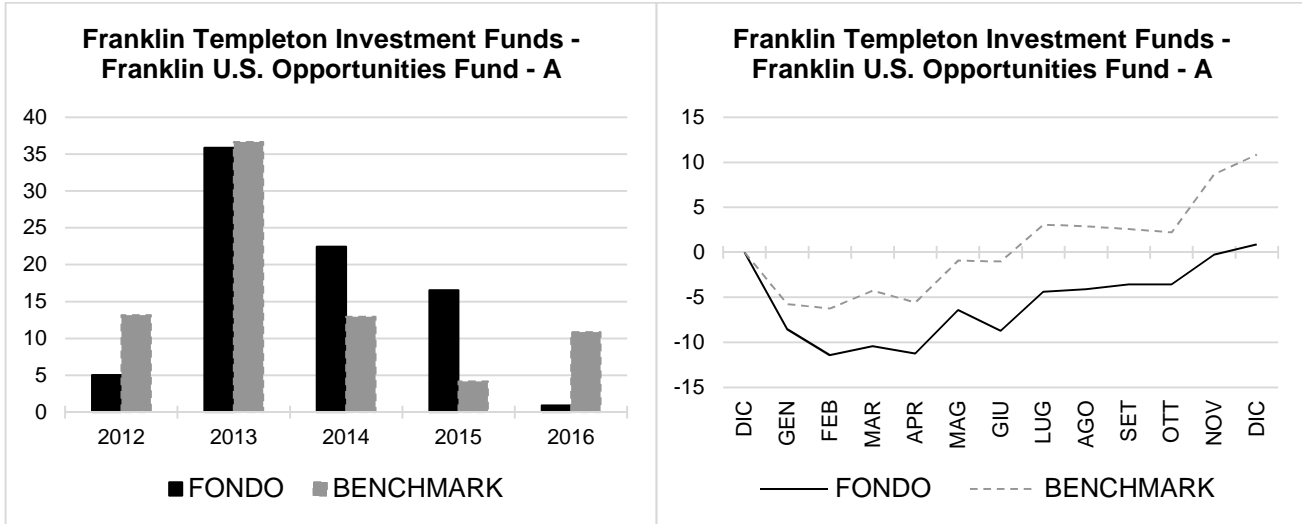 Franklin Templeton Investment Funds -
Franklin U.S. Opportunities Fund - A
40
35
30
25
20
15
10
5
0
2012 2013 2014 2015 2016
FONDO BENCHMARK
Franklin Templeton Investment Funds -
Franklin U.S. Opportunities Fund - A
15
10
5
0
-5
-10
-15
DIC GEN FEB MAR APR MAG GIU LUG AGO SET OTT NOV DIC
FONDO BENCHMARK